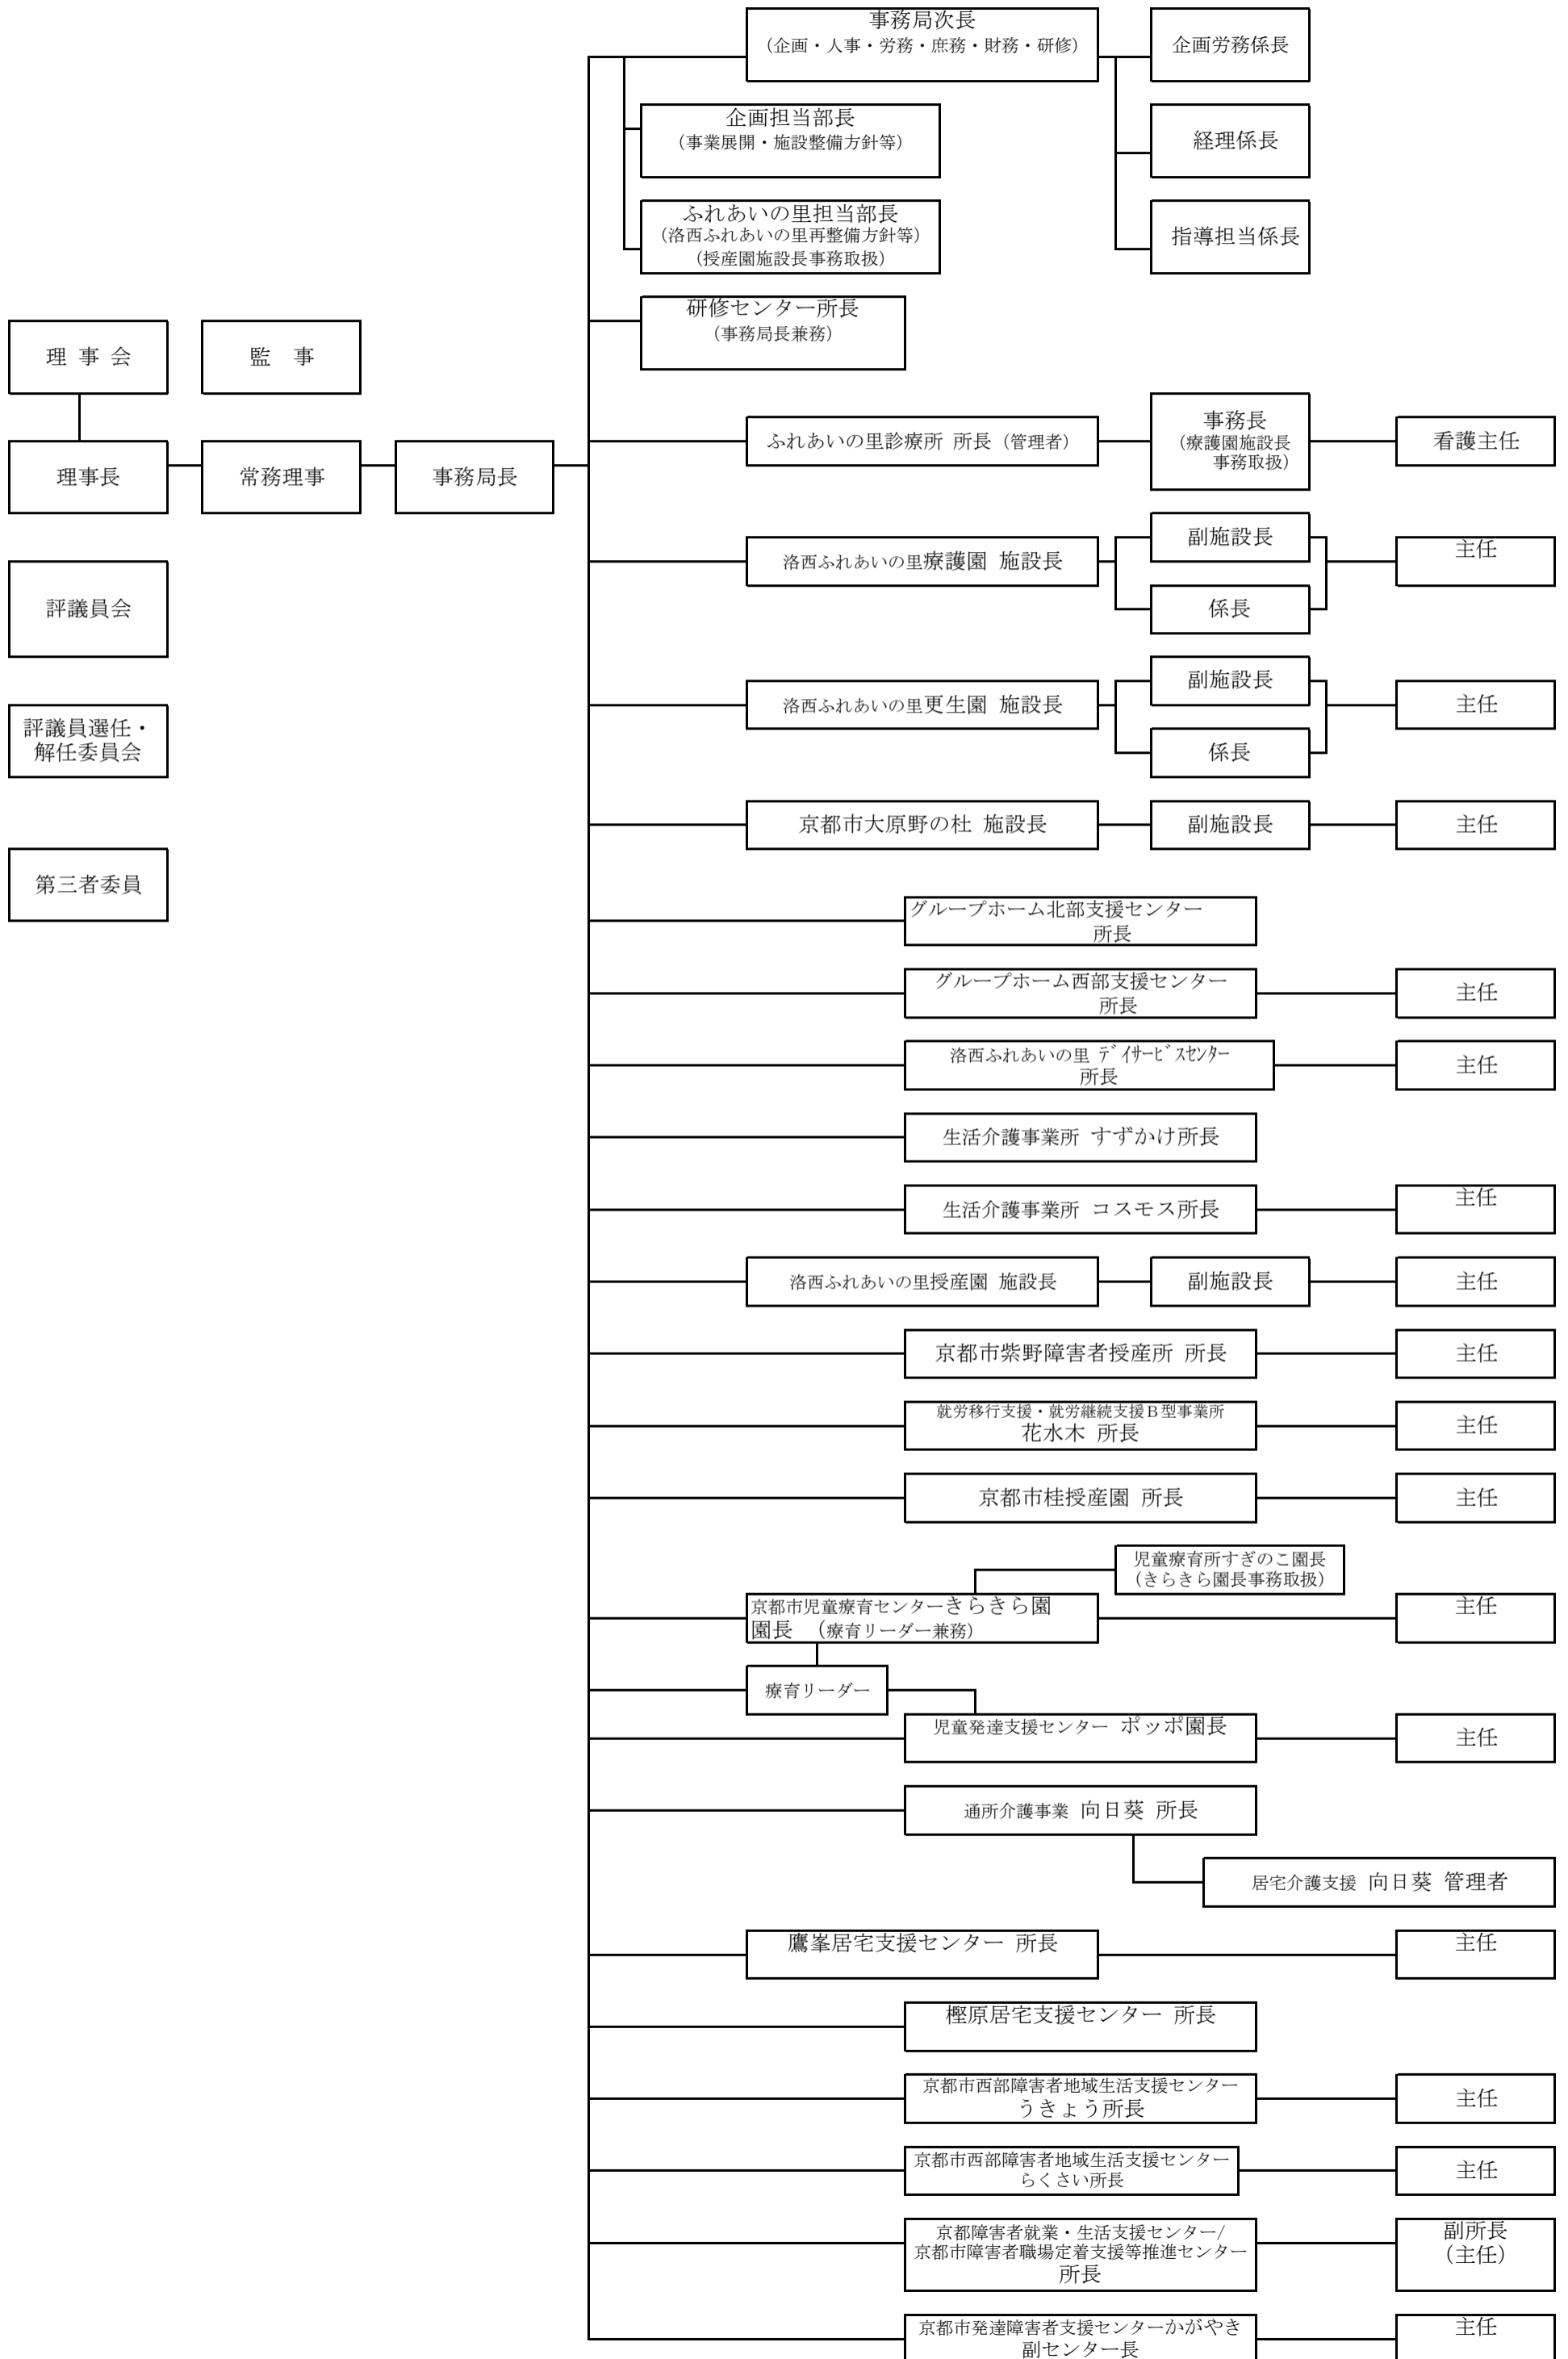 事務局次長
（企画・人事・労務・庶務・財務・研修）
企画労務係長
企画担当部長
（事業展開・施設整備方針等）
経理係長
ふれあいの里担当部長
（洛西ふれあいの里再整備方針等）
（授産園施設長事務取扱）
指導担当係長
研修センター所長
（事務局長兼務）
理 事 会
監　事
理事長
常務理事
事務局長
評議員会
評議員選任・
解任委員会
第三者委員
ふれあいの里診療所 所長（管理者）
事務長
（療護園施設長
事務取扱）
看護主任
洛西ふれあいの里療護園 施設長
副施設長
係長
主任
洛西ふれあいの里更生園 施設長
副施設長
係長
主任
京都市大原野の杜 施設長
副施設長
主任
グループホーム北部支援センター
所長
グループホーム西部支援センター
所長
主任
洛西ふれあいの里 ﾃﾞｲｻｰﾋﾞｽｾﾝﾀｰ
所長
主任
生活介護事業所 すずかけ所長
生活介護事業所 コスモス所長
主任
洛西ふれあいの里授産園 施設長
副施設長
主任
京都市紫野障害者授産所 所長
主任
就労移行支援・就労継続支援Ｂ型事業所
花水木 所長
主任
京都市桂授産園 所長
主任
児童療育所すぎのこ園長
（きらきら園長事務取扱）
京都市児童療育センターきらきら園
園長 （療育リーダー兼務）
主任
療育リーダー
児童発達支援センター ポッポ園長
主任
通所介護事業 向日葵 所長
居宅介護支援 向日葵 管理者
鷹峯居宅支援センター 所長
主任
樫原居宅支援センター 所長
京都市西部障害者地域生活支援センター
うきょう所長
主任
京都市西部障害者地域生活支援センター
らくさい所長
主任
京都障害者就業・生活支援センター/
京都市障害者職場定着支援等推進センター
所長
副所長
（主任）
京都市発達障害者支援センターかがやき
副センター長
主任